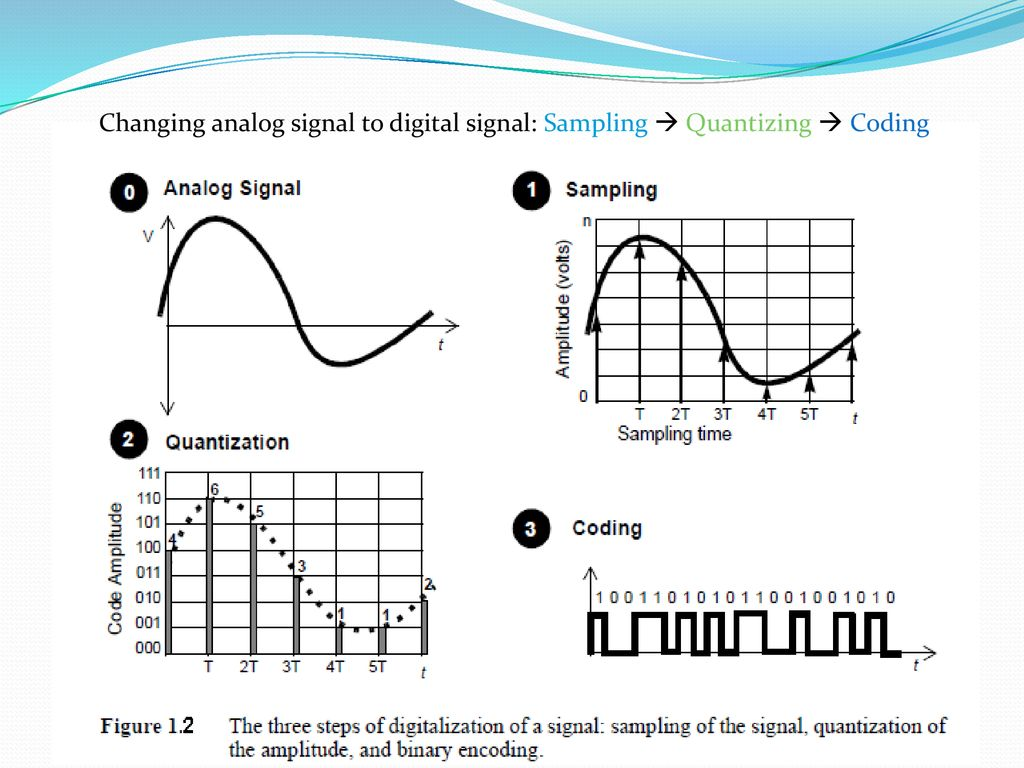 Changing analog signal to digital signal: Sampling → Quantizing → Coding
0 Analog Signal
V
t
1 Sampling
n
Amplitude (volts)
0
T 2T 3T 4T 5T t
Sampling time
2 Quantization
111
110
101
100
011
010
001
000
Code Amplitude
4 6 5 3 1 1 2
T 2T 3T 4T 5T t
3 Coding
1 0 0 1 1 0 1 0 1 0 1 1 0 0 1 0 0 1 0 1 0
t
Figure 1.2 The three steps of digitalization of a signal: sampling of the signal, quantization of
the amplitude, and binary encoding.